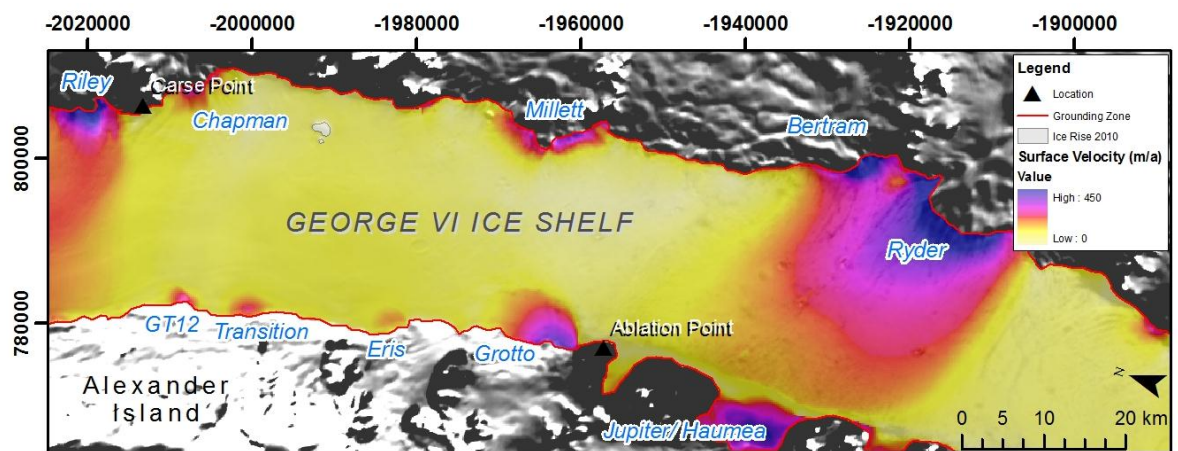 -2020000 -2000000 -1980000 -1960000 -1940000 -1920000 -1900000
Riley
Carse Point
Chapman
Millett
Bertram
GEORGE VI ICE SHELF
Ryder
800000
780000
GT12
Transition
Eris
Grotto
Ablation Point
Alexander
Island
Jupiter/ Haumea
Legend
Location
Grounding Zone
Ice Rise 2010
Surface Velocity (m/a)
Value
High : 450
Low : 0
N
0 5 10 20 km